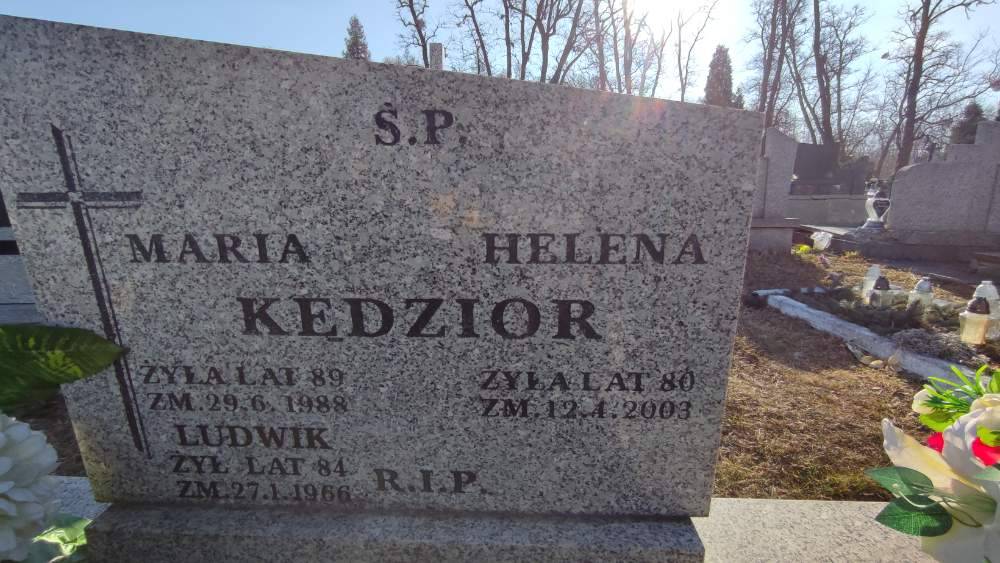 Ś.P.
MARIA HELENA
KĘDZIOR
ŻYŁA LAT 89
ZM.29.6.1988
ŻYŁA LAT 80
ZM.12.4.2003
LUDWIK
ŻYŁ LAT 84
ZM.27.1.1966
R.I.P.